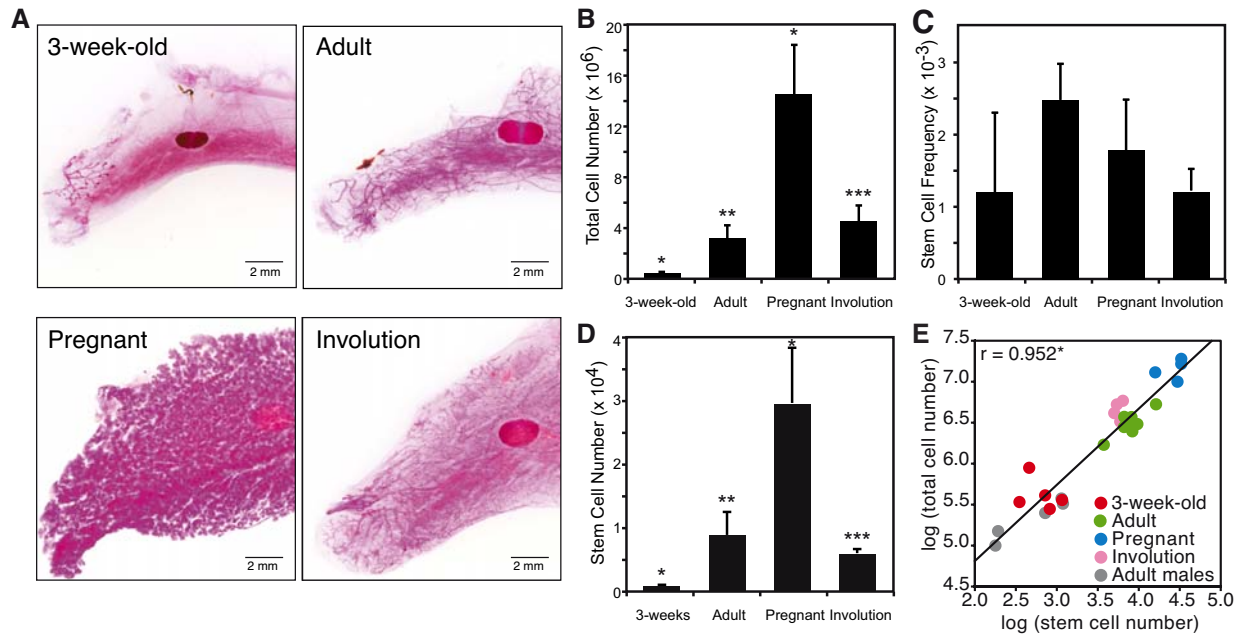 A
3-week-old
2 mm
Adult
2 mm
Pregnant
2 mm
Involution
2 mm
B
Total Cell Number (x 10⁶)
20
16
12
8
4
0
*
**
*
***
3-week-old Adult Pregnant Involution
C
Stem Cell Frequency (x 10⁻³)
3
2
1
0
3-week-old Adult Pregnant Involution
D
Stem Cell Number (x 10⁴)
4
3
2
1
0
*
**
*
***
3-weeks Adult Pregnant Involution
E
r = 0.952*
log (total cell number)
7.5
7.0
6.5
6.0
5.5
5.0
4.5
3-week-old
Adult
Pregnant
Involution
Adult males
2.0 2.5 3.0 3.5 4.0 4.5 5.0
log (stem cell number)